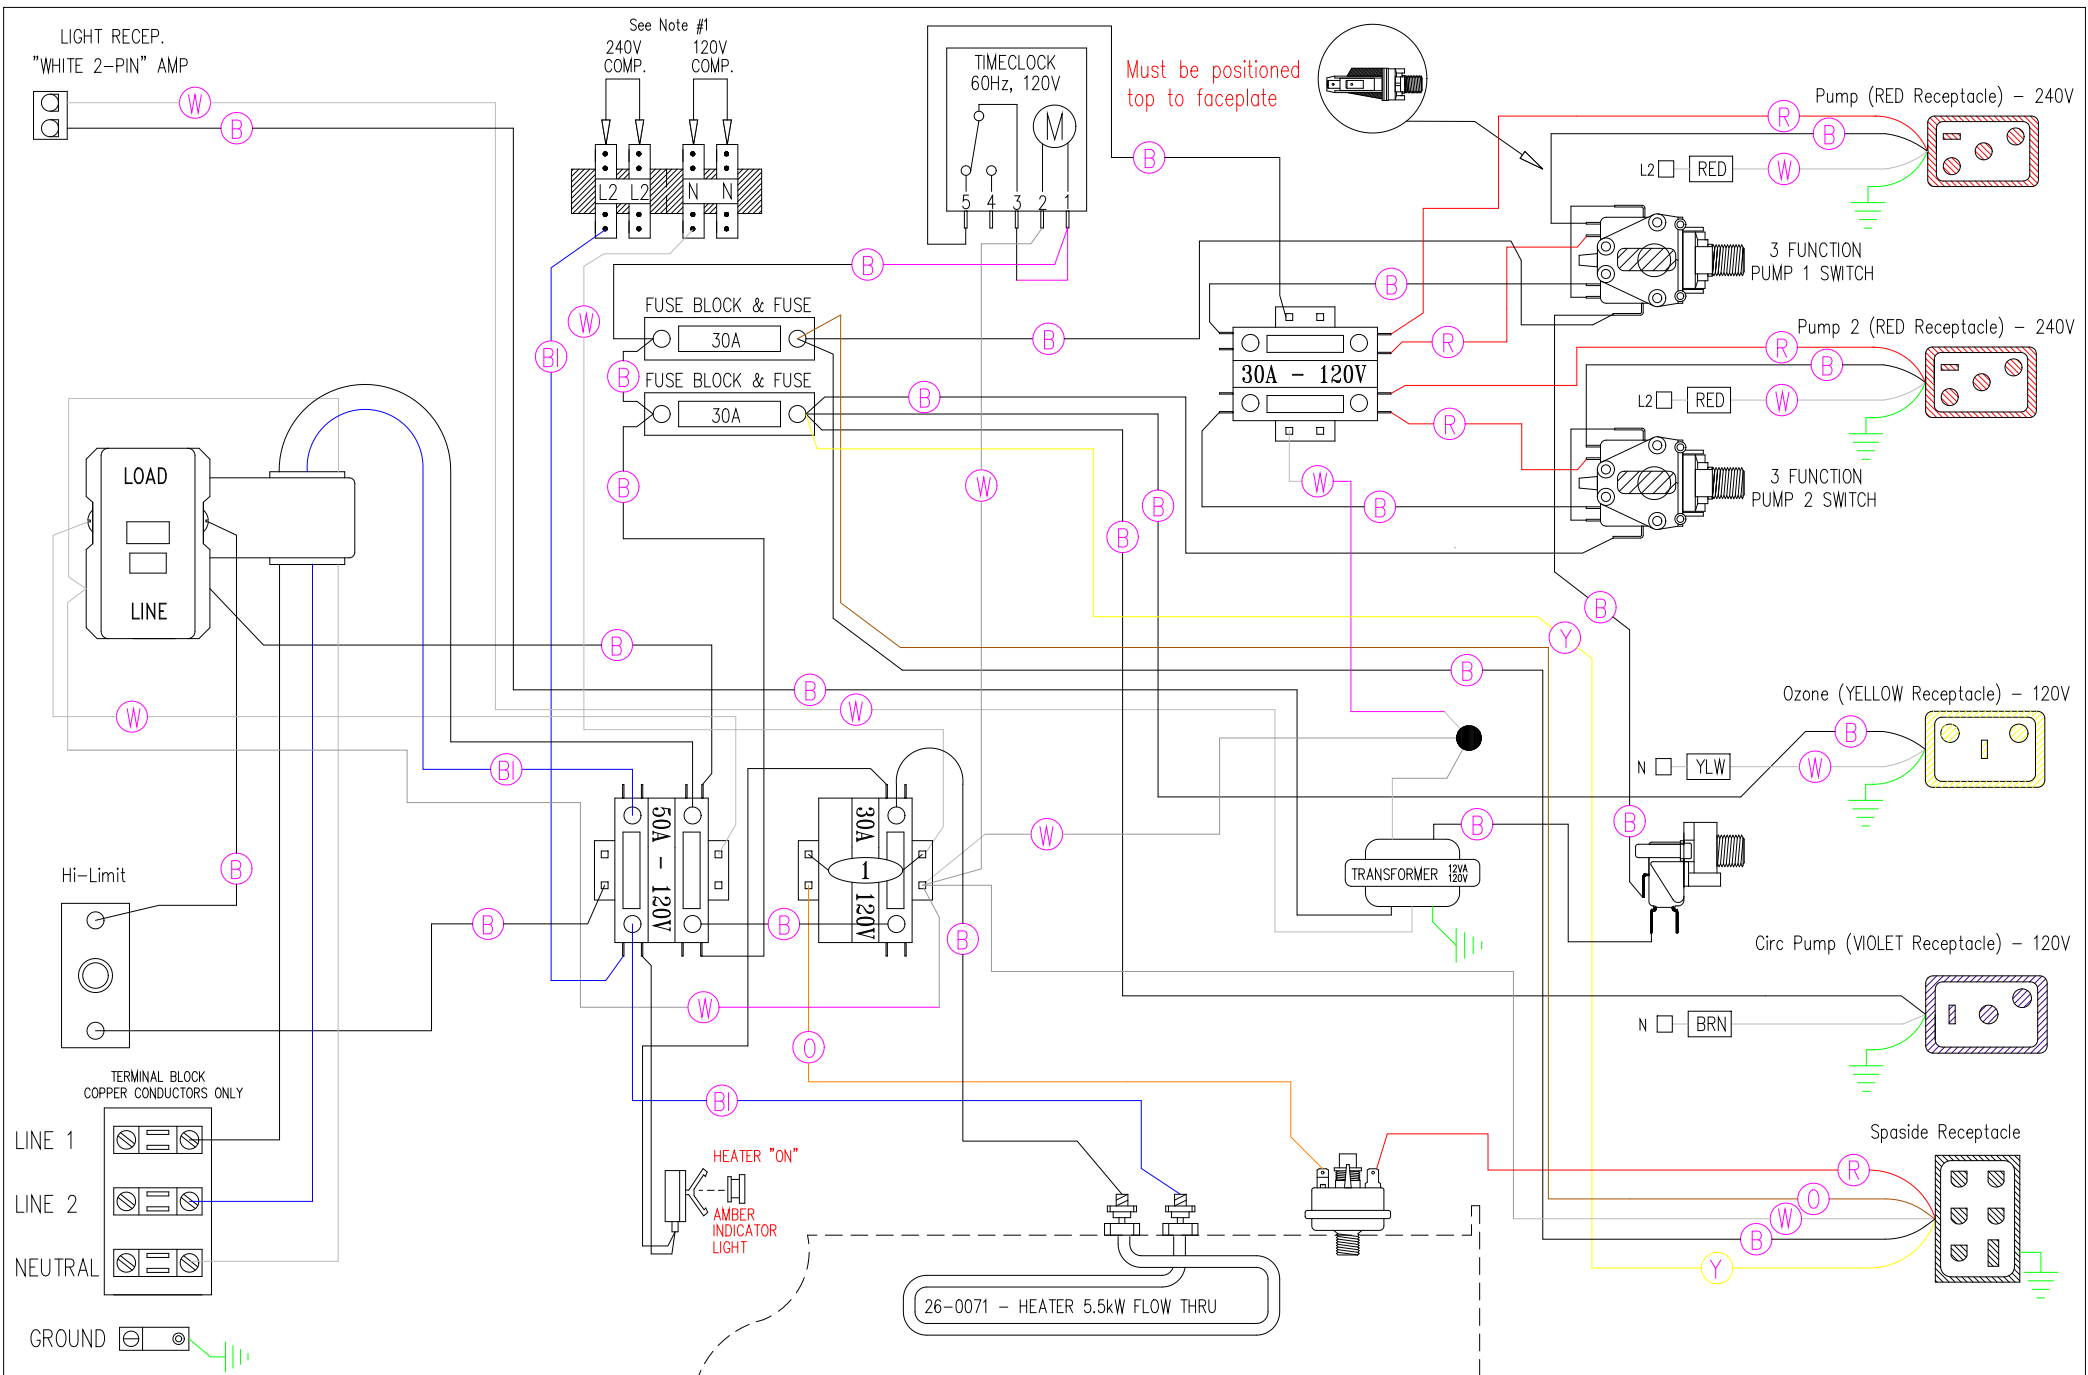 See Note #1
LIGHT RECEP.
"WHITE 2-PIN" AMP
240V
COMP.
120V
COMP.
TIMECLOCK
60Hz, 120V
M
5 4 3 2 1
Must be positioned
top to faceplate
Pump (RED Receptacle) - 240V
R
B
L2 RED W
W
B
B
L2 L2 N N
3 FUNCTION
PUMP 1 SWITCH
B
B
FUSE BLOCK & FUSE
30A
W
B
R
Bl
Pump 2 (RED Receptacle) - 240V
R
B
L2 RED W
B
FUSE BLOCK & FUSE
30A
B
30A - 120V
R
3 FUNCTION
PUMP 2 SWITCH
LOAD
LINE
B
W
W
B
B
B
B
Y
B
B
B
W
W
Ozone (YELLOW Receptacle) - 120V
B
N YLW W
Bl
50A - 120V
30A 120V
1
W
B
B
TRANSFORMER 12VA
120V
Hi-Limit
B
B
B
B
Circ Pump (VIOLET Receptacle) - 120V
N BRN
W
O
Bl
TERMINAL BLOCK
COPPER CONDUCTORS ONLY
LINE 1
LINE 2
NEUTRAL
GROUND
HEATER "ON"
AMBER
INDICATOR
LIGHT
26-0071 - HEATER 5.5kW FLOW THRU
Spaside Receptacle
R
O
W
B
Y